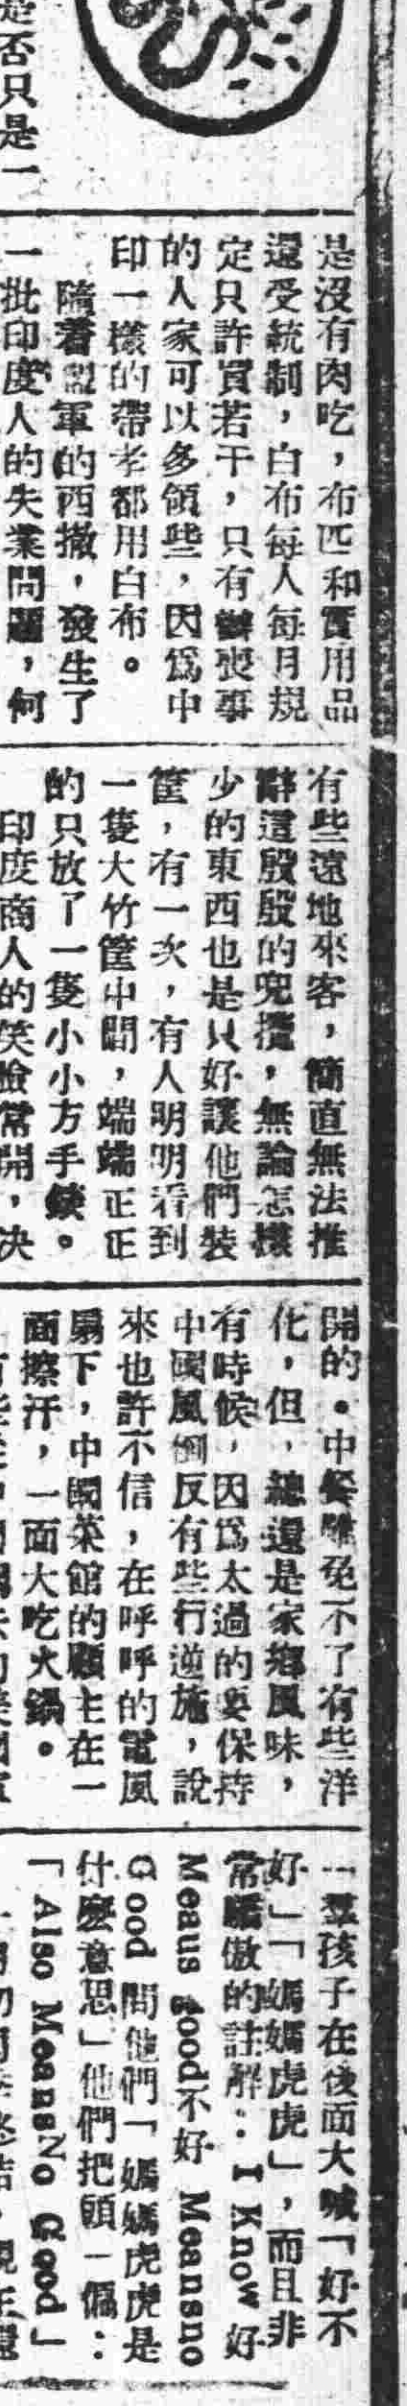 是沒有肉吃，布匹和實用品
還受統制，白布每人每月規
定只許買若干，只有辦喪事
的人家可以多領些，因爲中
印一樣的帶孝都用白布。
隨着盟軍的西撤，發生了
一批印度人的失業問題，何
是否只是一
有些遠地來客，簡直無法推
辭這殷殷的兜攬，無論怎樣
少的東西也是只好讓他們裝
筐，有一次，有人明明看到
一隻大竹筐中間，端端正正
的只放了一隻小小方手錶。
印度商人的笑臉常開，决
開的。中餐雖免不了有些洋
化，但，總還是家鄉風味，
有時候，因爲太過的要保持
中國風倒反有些行逆施，說
來也許不信，在呼呼的電風
扇下，中國菜館的顧主在一
面擦汗，一面大吃火鍋。
一羣孩子在後面大喊「好不
好」「媽媽虎虎」，而且非
常驕傲的註解：I Know 好
Meaus good不好 Meansno
Good 問他們「媽媽虎虎是
什麽意思」他們把頭一偏：
「Also MeansNo Good」